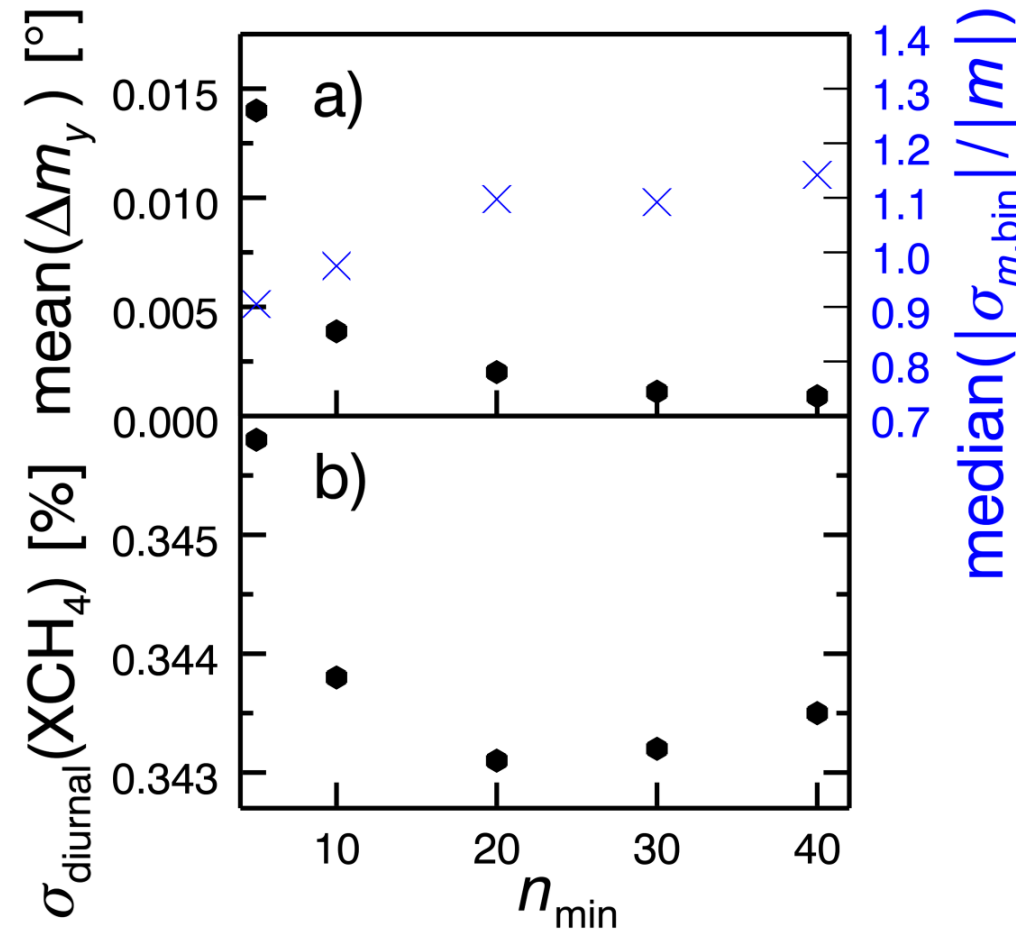 mean(Δm_y) [°]
0.015
0.010
0.005
0.000
a)
1.4
1.3
1.2
1.1
1.0
0.9
0.8
0.7
median(|σ_m,bin|/|m|)
σ_diurnal(XCH₄) [%]
0.345
0.344
0.343
b)
10 20 30 40
n_min